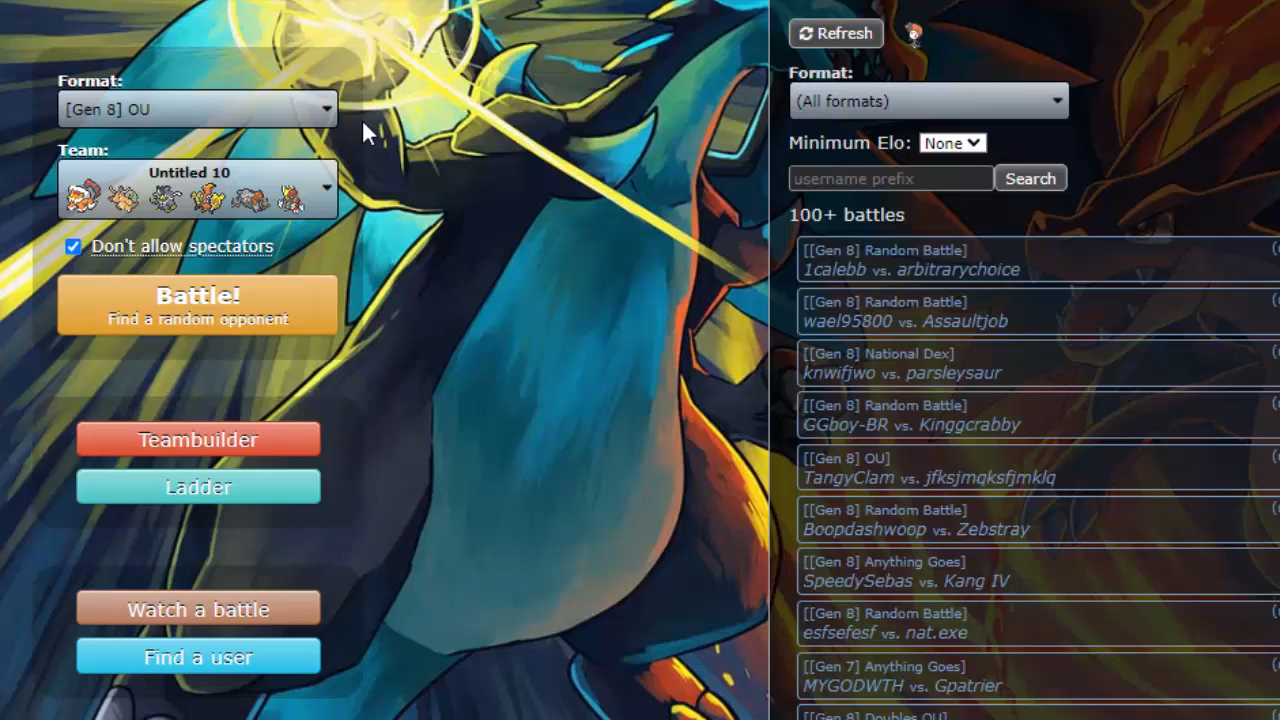 Format:
[Gen 8] OU
Team:
Untitled 10
Don't allow spectators
Battle!
Find a random opponent
Teambuilder
Ladder
Watch a battle
Find a user
Refresh
Format:
(All formats)
Minimum Elo: None
username prefix
Search
100+ battles
[[Gen 8] Random Battle]
1calebb vs. arbitrarychoice
[[Gen 8] Random Battle]
wael95800 vs. Assaultjob
[[Gen 8] National Dex]
knwifjwo vs. parsleysaur
[[Gen 8] Random Battle]
GGboy-BR vs. Kinggcrabby
[[Gen 8] OU]
TangyClam vs. jfksjmqksfjmklq
[[Gen 8] Random Battle]
Boopdashwoop vs. Zebstray
[[Gen 8] Anything Goes]
SpeedySebas vs. Kang IV
[[Gen 8] Random Battle]
esfsefesf vs. nat.exe
[[Gen 7] Anything Goes]
MYGODWTH vs. Gpatrier
[[Gen 8] Doubles OU]